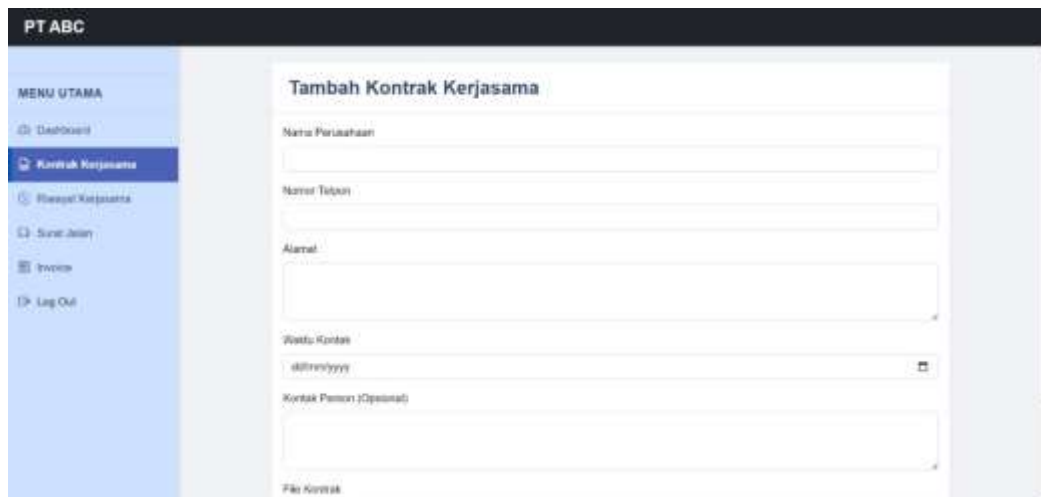 PT ABC
MENU UTAMA
Dashboard
Kontrak Kerjasama
Riwayat Kerjasama
Surat Jalan
Invoice
Log Out
Tambah Kontrak Kerjasama
Nama Perusahaan
Nomor Telpon
Alamat
Waktu Kontak
dd/mm/yyyy
Kontak Person (Opsional)
File Kontrak